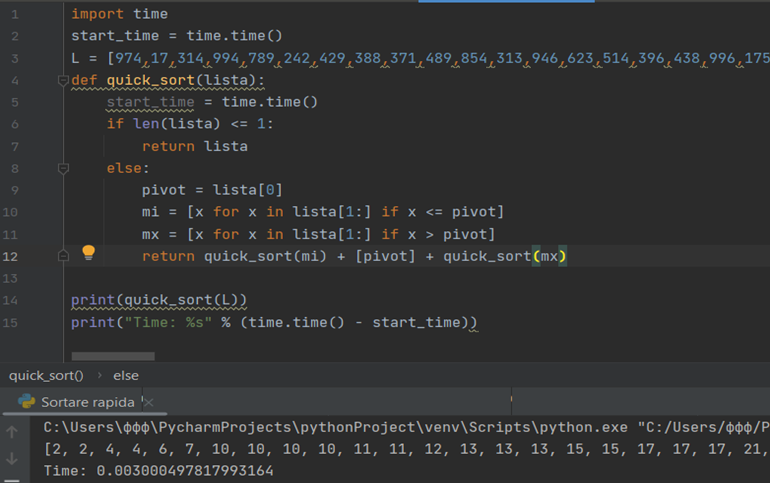 1 import time
2 start_time = time.time()
3 L = [974,17,314,994,789,242,429,388,371,489,854,313,946,623,514,396,438,996,175
4 def quick_sort(lista):
5 start_time = time.time()
6 if len(lista) <= 1:
7 return lista
8 else:
9 pivot = lista[0]
10 mi = [x for x in lista[1:] if x <= pivot]
11 mx = [x for x in lista[1:] if x > pivot]
12 return quick_sort(mi) + [pivot] + quick_sort(mx)
13
14 print(quick_sort(L))
15 print("Time: %s" % (time.time() - start_time))
quick_sort() › else
Sortare rapida ×
C:\Users\ффф\PycharmProjects\pythonProject\venv\Scripts\python.exe "C:/Users/ффф/P
[2, 2, 4, 4, 6, 7, 10, 10, 10, 10, 11, 11, 12, 13, 13, 13, 15, 15, 17, 17, 17, 21,
Time: 0.003000497817993164